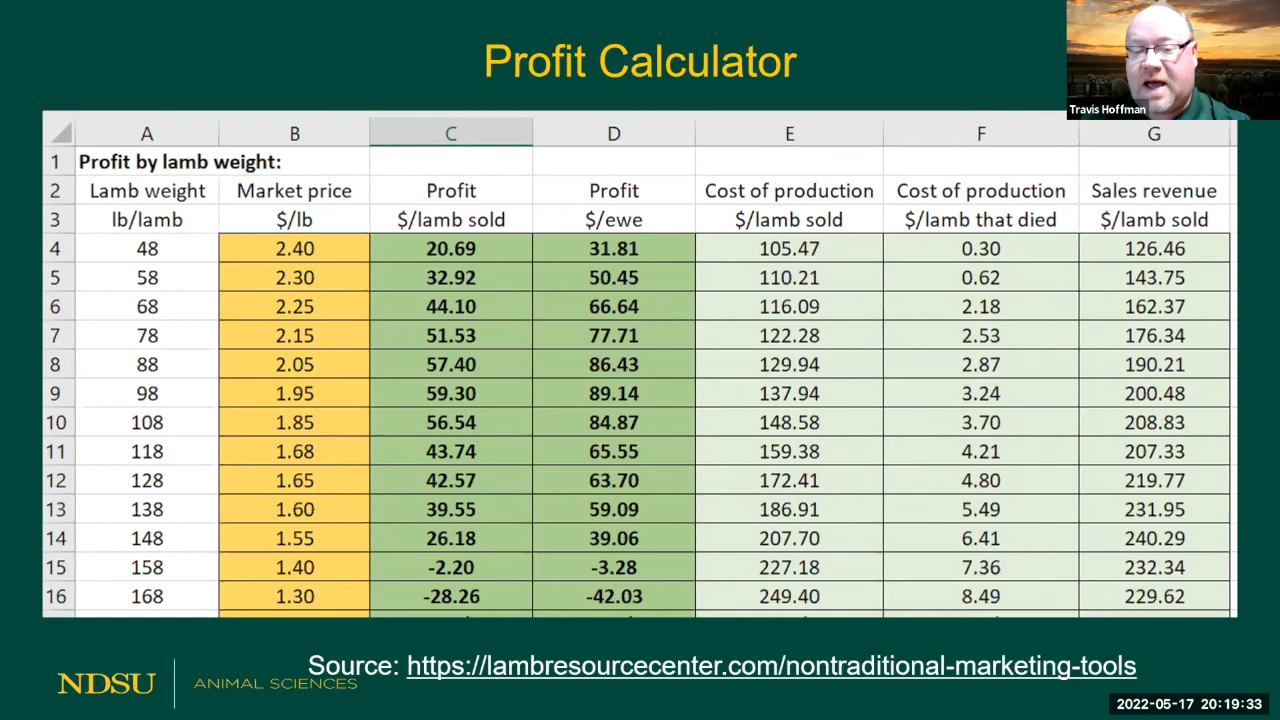 Profit Calculator
Travis Hoffman
A B C D E F G
1 Profit by lamb weight:
2 Lamb weight Market price Profit Profit Cost of production Cost of production Sales revenue
3 lb/lamb $/lb $/lamb sold $/ewe $/lamb sold $/lamb that died $/lamb sold
4 48 2.40 20.69 31.81 105.47 0.30 126.46
5 58 2.30 32.92 50.45 110.21 0.62 143.75
6 68 2.25 44.10 66.64 116.09 2.18 162.37
7 78 2.15 51.53 77.71 122.28 2.53 176.34
8 88 2.05 57.40 86.43 129.94 2.87 190.21
9 98 1.95 59.30 89.14 137.94 3.24 200.48
10 108 1.85 56.54 84.87 148.58 3.70 208.83
11 118 1.68 43.74 65.55 159.38 4.21 207.33
12 128 1.65 42.57 63.70 172.41 4.80 219.77
13 138 1.60 39.55 59.09 186.91 5.49 231.95
14 148 1.55 26.18 39.06 207.70 6.41 240.29
15 158 1.40 -2.20 -3.28 227.18 7.36 232.34
16 168 1.30 -28.26 -42.03 249.40 8.49 229.62
Source: https://lambresourcecenter.com/nontraditional-marketing-tools
NDSU ANIMAL SCIENCES
2022-05-17 20:19:33